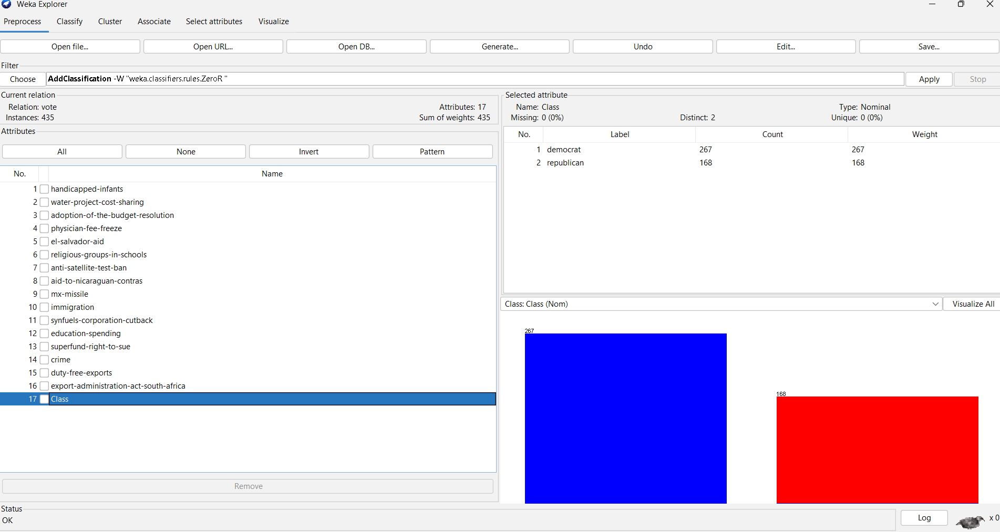 Weka Explorer
Preprocess Classify Cluster Associate Select attributes Visualize
Open file... Open URL... Open DB... Generate... Undo Edit... Save...
Filter
Choose AddClassification -W "weka.classifiers.rules.ZeroR " Apply Stop
Current relation
Relation: vote Attributes: 17
Instances: 435 Sum of weights: 435
Attributes
All None Invert Pattern
No. Name
1 handicapped-infants
2 water-project-cost-sharing
3 adoption-of-the-budget-resolution
4 physician-fee-freeze
5 el-salvador-aid
6 religious-groups-in-schools
7 anti-satellite-test-ban
8 aid-to-nicaraguan-contras
9 mx-missile
10 immigration
11 synfuels-corporation-cutback
12 education-spending
13 superfund-right-to-sue
14 crime
15 duty-free-exports
16 export-administration-act-south-africa
17 Class
Remove
Selected attribute
Name: Class Type: Nominal
Missing: 0 (0%) Distinct: 2 Unique: 0 (0%)
No. Label Count Weight
1 democrat 267 267
2 republican 168 168
Class: Class (Nom) Visualize All
267
168
Status
OK
Log x 0